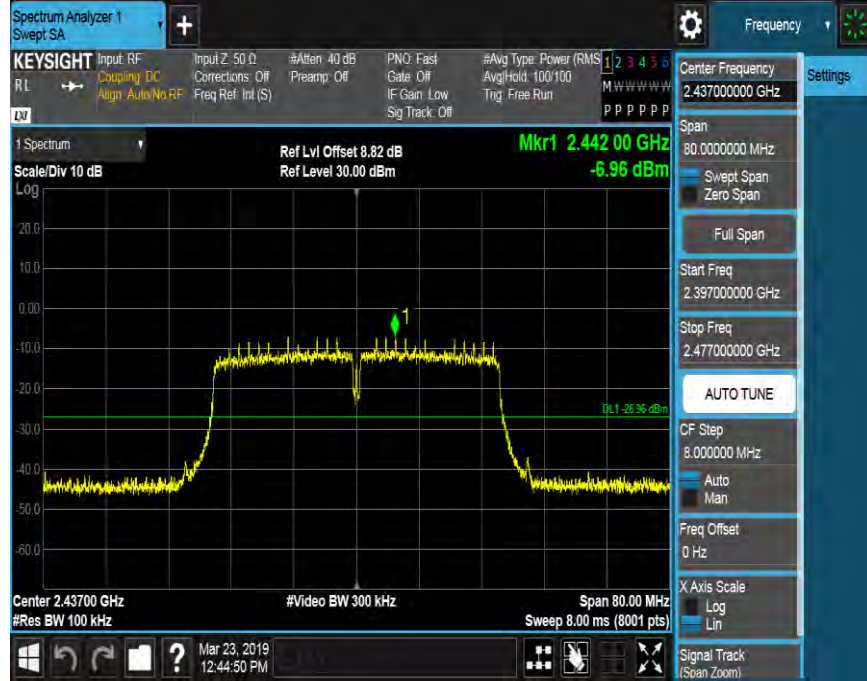 Spectrum Analyzer 1
Swept SA
+
Frequency
KEYSIGHT
RL
LXI
Input: RF
Coupling: DC
Align: Auto/No RF
Input Z: 50 Ω
Corrections: Off
Freq Ref: Int (S)
#Atten: 40 dB
Preamp: Off
PNO: Fast
Gate: Off
IF Gain: Low
Sig Track: Off
#Avg Type: Power (RMS
Avg|Hold: 100/100
Trig: Free Run
1 2 3 4 5 6
M W W W W W
P P P P P P
1 Spectrum
Scale/Div 10 dB
Log
Ref Lvl Offset 8.82 dB
Ref Level 30.00 dBm
Mkr1 2.442 00 GHz
-6.96 dBm
20.0
10.0
0.00
-10.0
-20.0
-30.0
-40.0
-50.0
-60.0
1
DL1 -26.96 dBm
Center 2.43700 GHz
#Res BW 100 kHz
#Video BW 300 kHz
Span 80.00 MHz
Sweep 8.00 ms (8001 pts)
Center Frequency
2.437000000 GHz
Span
80.0000000 MHz
Swept Span
Zero Span
Full Span
Start Freq
2.397000000 GHz
Stop Freq
2.477000000 GHz
AUTO TUNE
CF Step
8.000000 MHz
Auto
Man
Freq Offset
0 Hz
X Axis Scale
Log
Lin
Signal Track
(Span Zoom)
Settings
?
Mar 23, 2019
12:44:50 PM